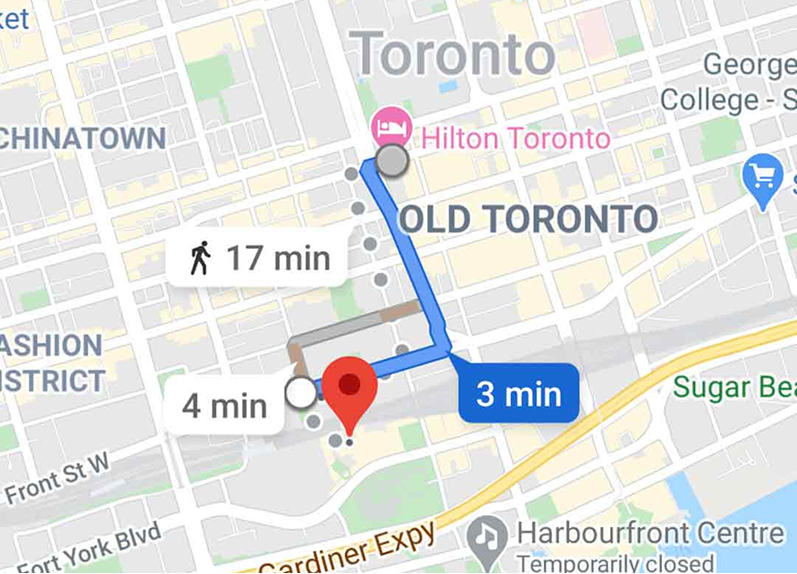 ket
Toronto
George
College - S
CHINATOWN
Hilton Toronto
OLD TORONTO
17 min
ASHION
ISTRICT
4 min
3 min
Sugar Bea
Front St W
Fort York Blvd
Gardiner Expy
Harbourfront Centre
Temporarily closed